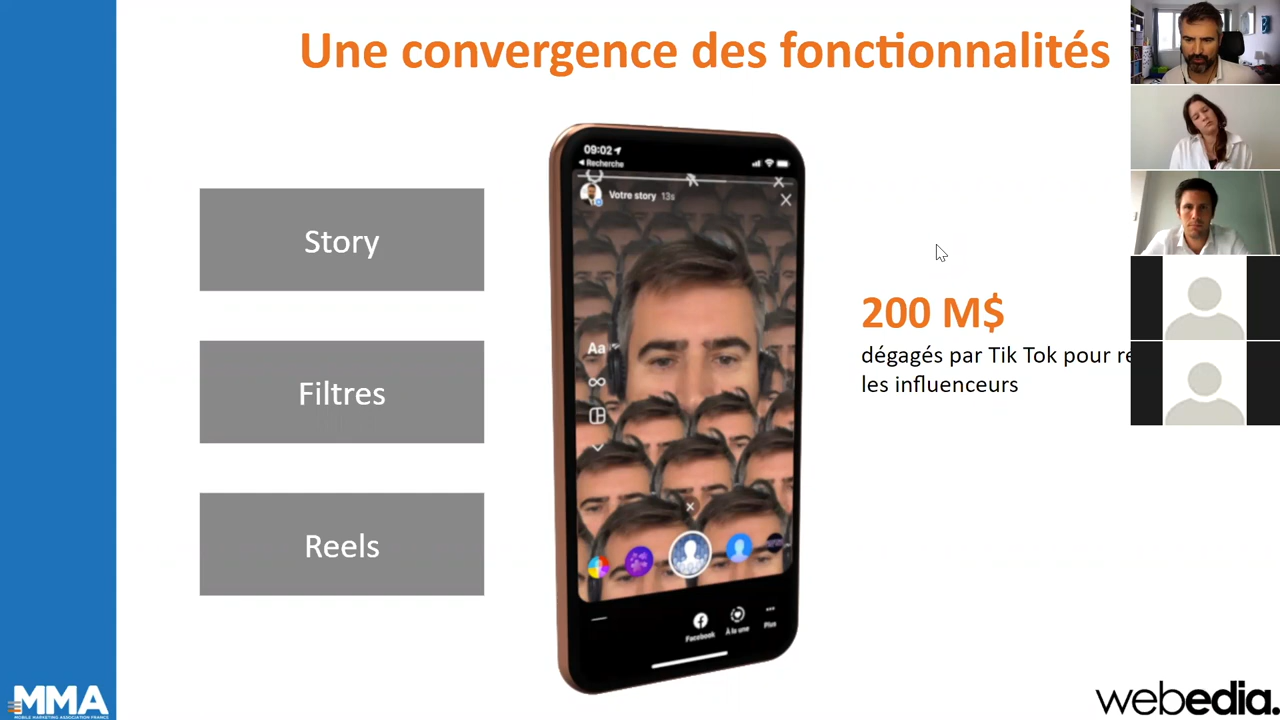 Une convergence des fonctionnalités
Story
Filtres
Reels
09:02
Recherche
Votre story 13s
Aa
Facebook
À la une
Plus
200 M$
dégagés par Tik Tok pour
les influenceurs
MMA
MOBILE MARKETING ASSOCIATION FRANCE
webedia.